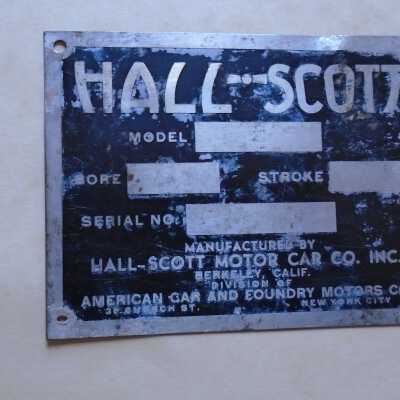 HALL-SCOTT
MODEL
BORE STROKE
SERIAL NO.
MANUFACTURED BY
HALL-SCOTT MOTOR CAR CO. INC.
BERKELEY, CALIF.
DIVISION OF
AMERICAN CAR AND FOUNDRY MOTORS C
ST. NEW YORK CITY